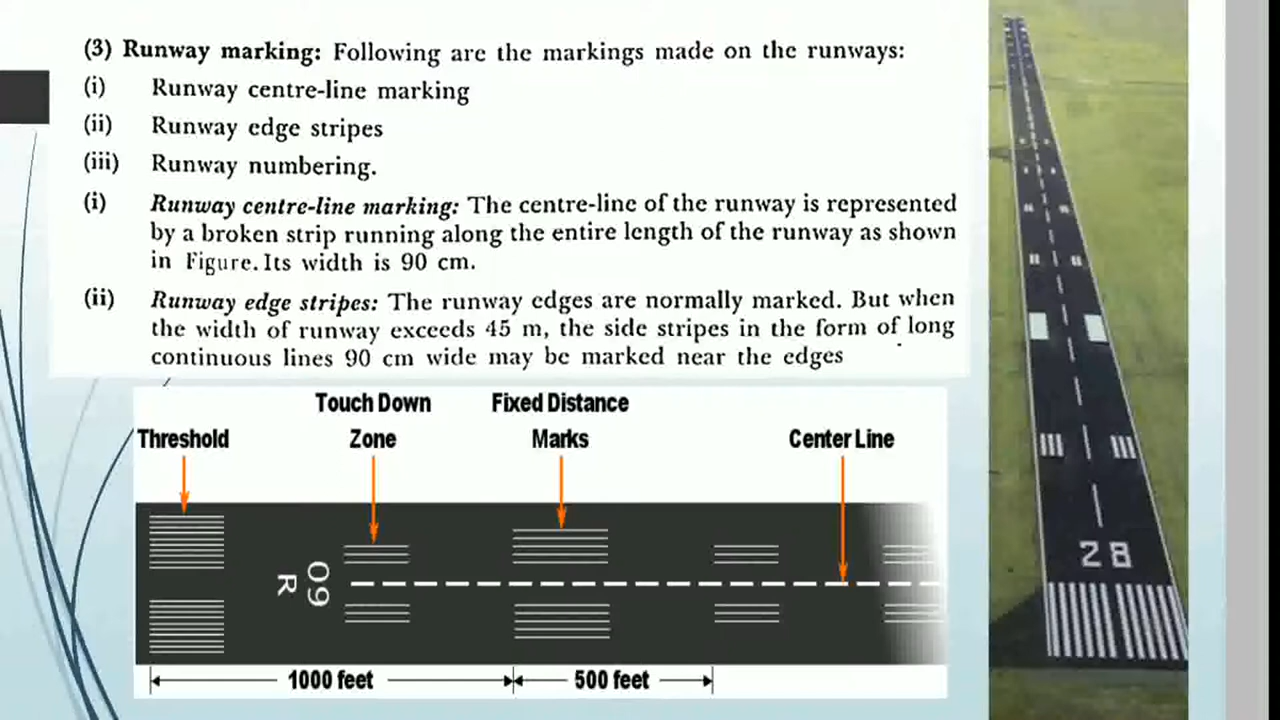 (3) Runway marking: Following are the markings made on the runways:
(i) Runway centre-line marking
(ii) Runway edge stripes
(iii) Runway numbering.
(i) Runway centre-line marking: The centre-line of the runway is represented
by a broken strip running along the entire length of the runway as shown
in Figure. Its width is 90 cm.
(ii) Runway edge stripes: The runway edges are normally marked. But when
the width of runway exceeds 45 m, the side stripes in the form of long
continuous lines 90 cm wide may be marked near the edges
Touch Down Fixed Distance
Threshold Zone Marks Center Line
09
R
1000 feet 500 feet
28